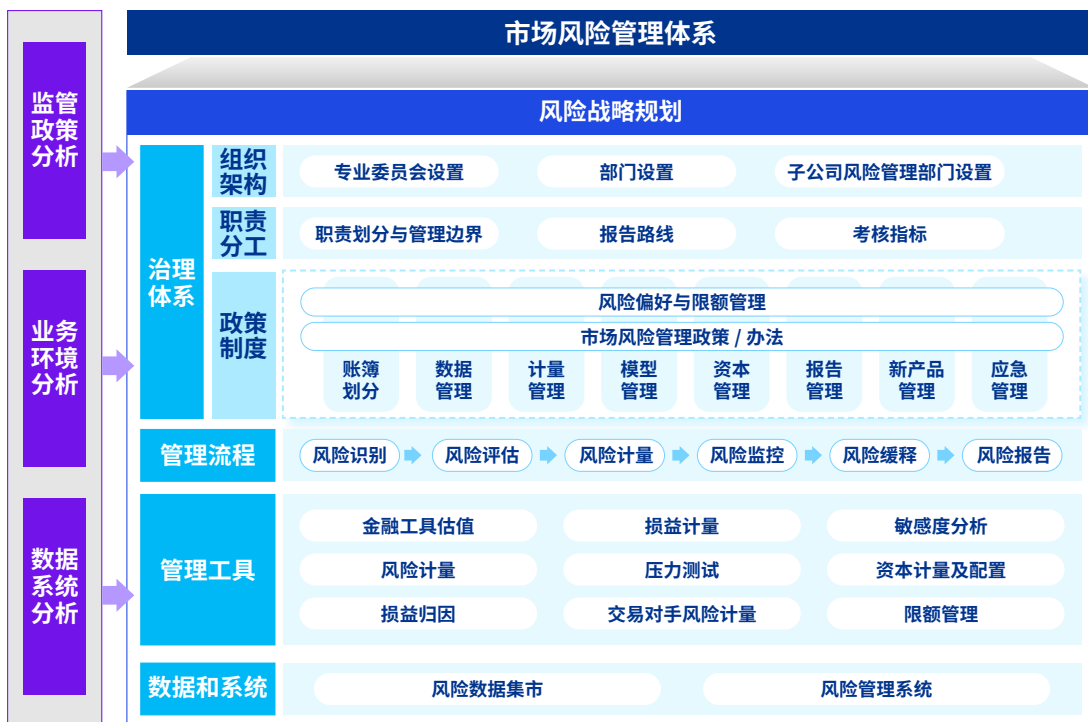 市场风险管理体系
监管
政策
分析
业务
环境
分析
数据
系统
分析
风险战略规划
治理
体系
组织
架构
专业委员会设置
部门设置
子公司风险管理部门设置
职责
分工
职责划分与管理边界
报告路线
考核指标
政策
制度
风险偏好与限额管理
市场风险管理政策 / 办法
账簿
划分
数据
管理
计量
管理
模型
管理
资本
管理
报告
管理
新产品
管理
应急
管理
管理流程
风险识别
风险评估
风险计量
风险监控
风险缓释
风险报告
管理工具
金融工具估值
损益计量
敏感度分析
风险计量
压力测试
资本计量及配置
损益归因
交易对手风险计量
限额管理
数据和系统
风险数据集市
风险管理系统